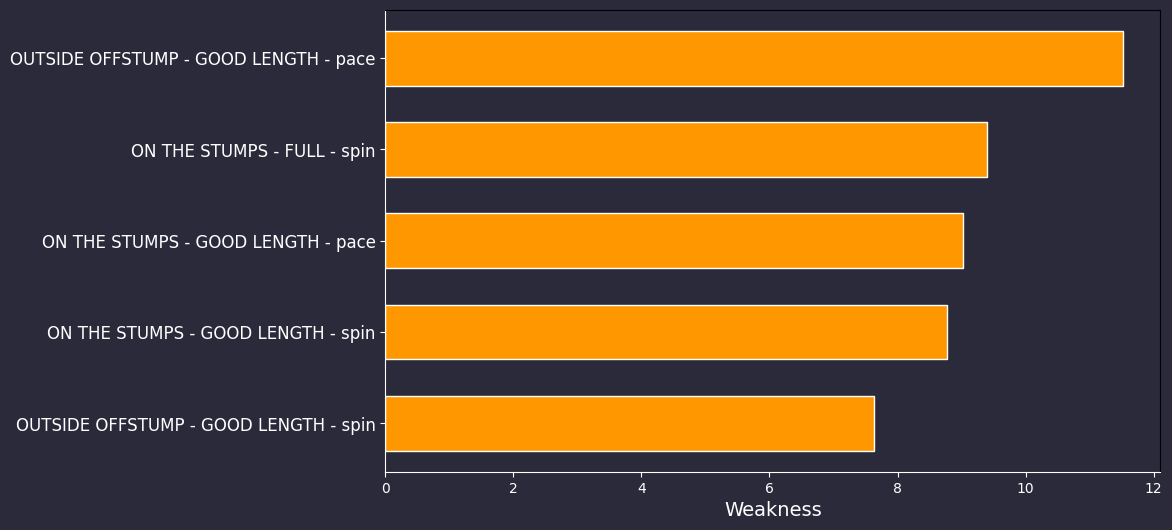 OUTSIDE OFFSTUMP - GOOD LENGTH - pace
ON THE STUMPS - FULL - spin
ON THE STUMPS - GOOD LENGTH - pace
ON THE STUMPS - GOOD LENGTH - spin
OUTSIDE OFFSTUMP - GOOD LENGTH - spin
0 2 4 6 8 10 12
Weakness